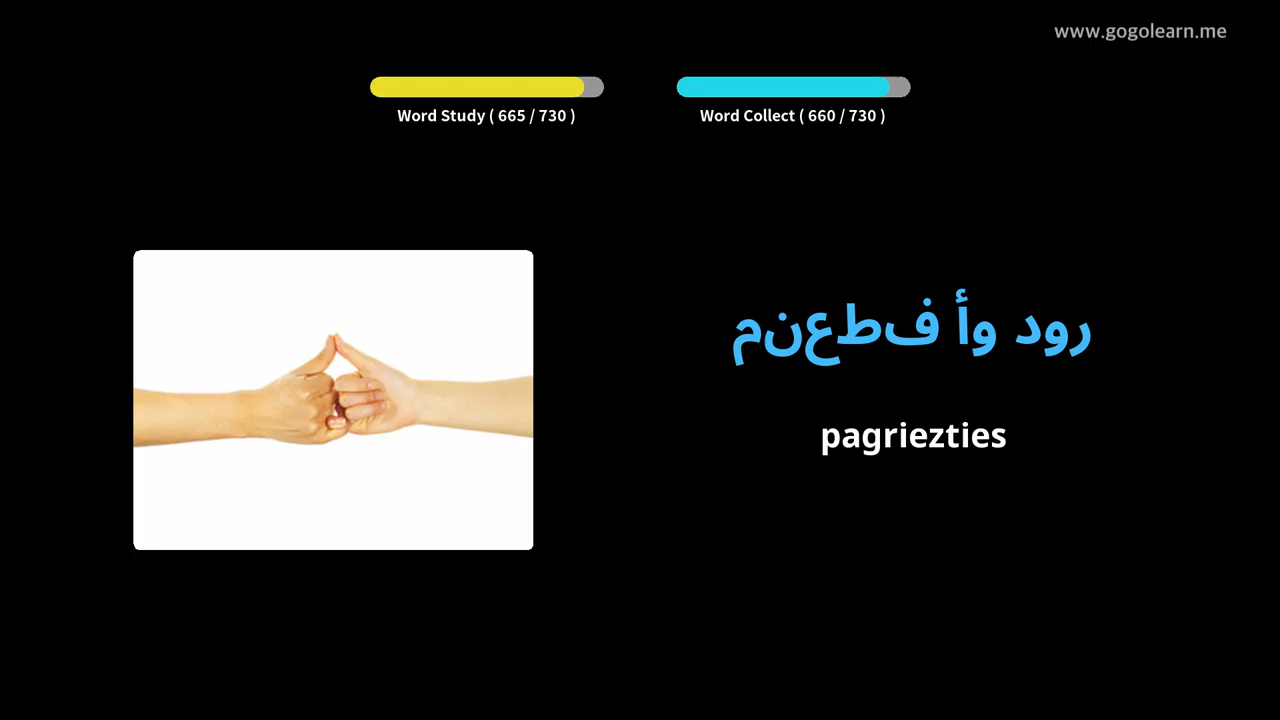 www.gogolearn.me
Word Study ( 665 / 730 )
Word Collect ( 660 / 730 )
رود وأ فطعنم
pagriezties